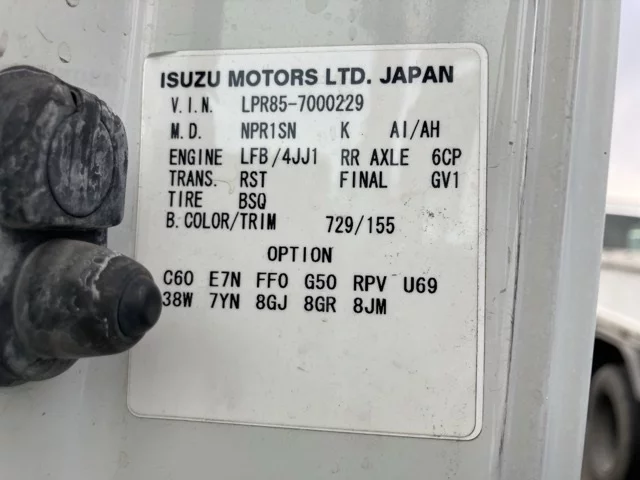 ISUZU MOTORS LTD. JAPAN
V.I.N. LPR85-7000229
M.D. NPR1SN K AI/AH
ENGINE LFB/4JJ1 RR AXLE 6CP
TRANS. RST FINAL GV1
TIRE BSQ
B.COLOR/TRIM 729/155
OPTION
C60 E7N FF0 G50 RPV U69
38W 7YN 8GJ 8GR 8JM